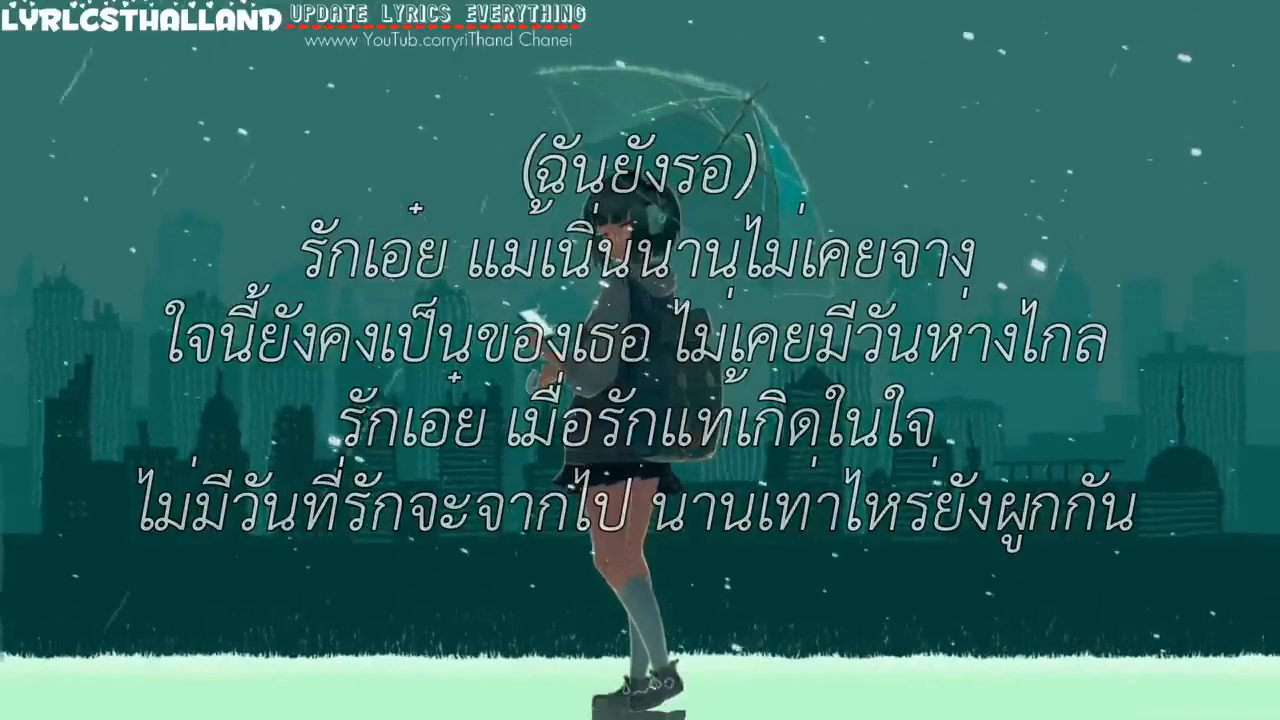 LYRLCSTHALLAND UPDATE LYRICS EVERYTHING
wwww YouTub.corryriThand Chanei
(ฉันยังรอ)
รักเอ๋ย แม้เนิ่นนานไม่เคยจาง
ใจนี้ยังคงเป็นของเธอ ไม่เคยมีวันห่างไกล
รักเอ๋ย เมื่อรักแท้เกิดในใจ
ไม่มีวันที่รักจะจากไป นานเท่าไหร่ยังผูกกัน